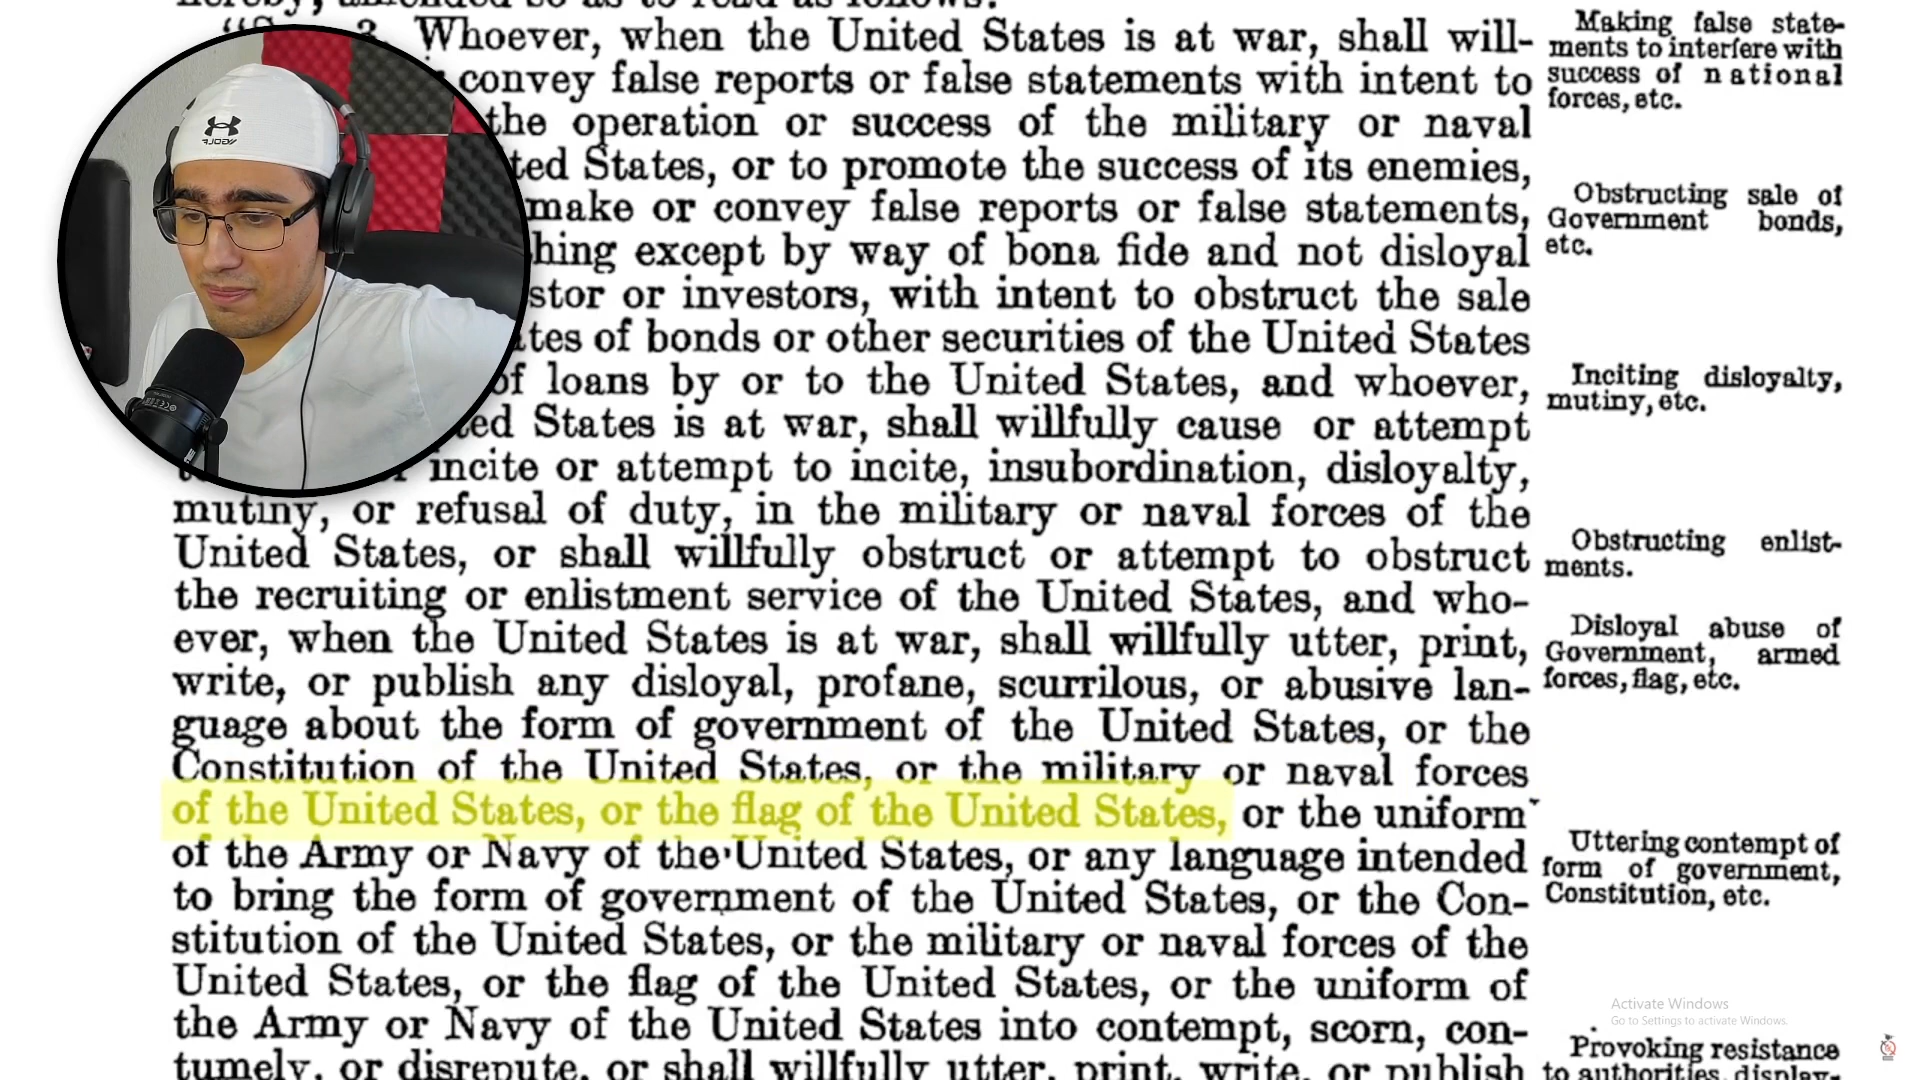 hereby, amended so as to read as follows:
3. Whoever, when the United States is at war, shall will-
convey false reports or false statements with intent to
the operation or success of the military or naval
ted States, or to promote the success of its enemies,
make or convey false reports or false statements,
hing except by way of bona fide and not disloyal
stor or investors, with intent to obstruct the sale
tes of bonds or other securities of the United States
of loans by or to the United States, and whoever,
ted States is at war, shall willfully cause or attempt
incite or attempt to incite, insubordination, disloyalty,
mutiny, or refusal of duty, in the military or naval forces of the
United States, or shall willfully obstruct or attempt to obstruct
the recruiting or enlistment service of the United States, and who-
ever, when the United States is at war, shall willfully utter, print,
write, or publish any disloyal, profane, scurrilous, or abusive lan-
guage about the form of government of the United States, or the
Constitution of the United States, or the military or naval forces
of the United States, or the flag of the United States, or the uniform
of the Army or Navy of the United States, or any language intended
to bring the form of government of the United States, or the Con-
stitution of the United States, or the military or naval forces of the
United States, or the flag of the United States, or the uniform of
the Army or Navy of the United States into contempt, scorn, con-
tumely, or disrepute, or shall willfully utter, print, write, or publish
Making false state-
ments to interfere with
success of national
forces, etc.
Obstructing sale of
Government bonds,
etc.
Inciting disloyalty,
mutiny, etc.
Obstructing enlist-
ments.
Disloyal abuse of
Government, armed
forces, flag, etc.
Uttering contempt of
form of government,
Constitution, etc.
Provoking resistance
to authorities, display-
GOLF
Activate Windows
Go to Settings to activate Windows.